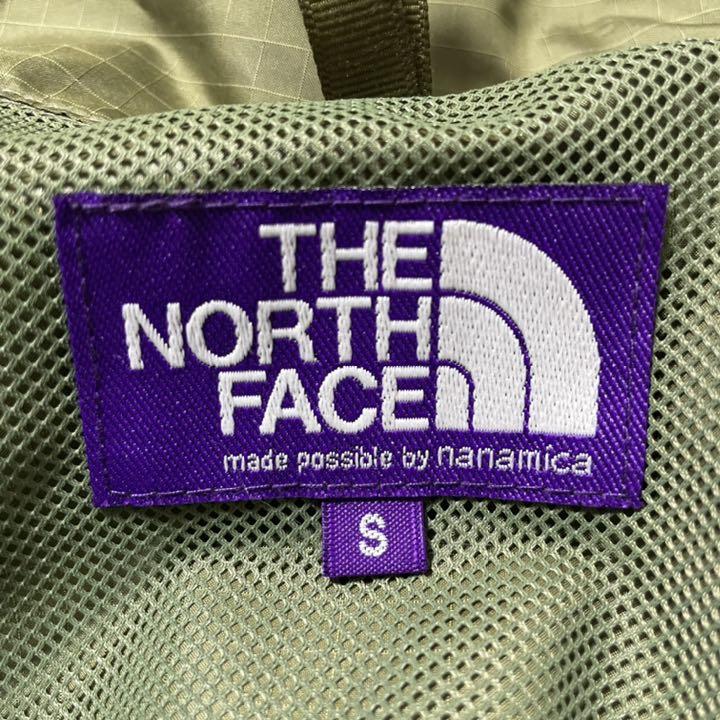 THE
NORTH
FACE
made possible by nanamica
S